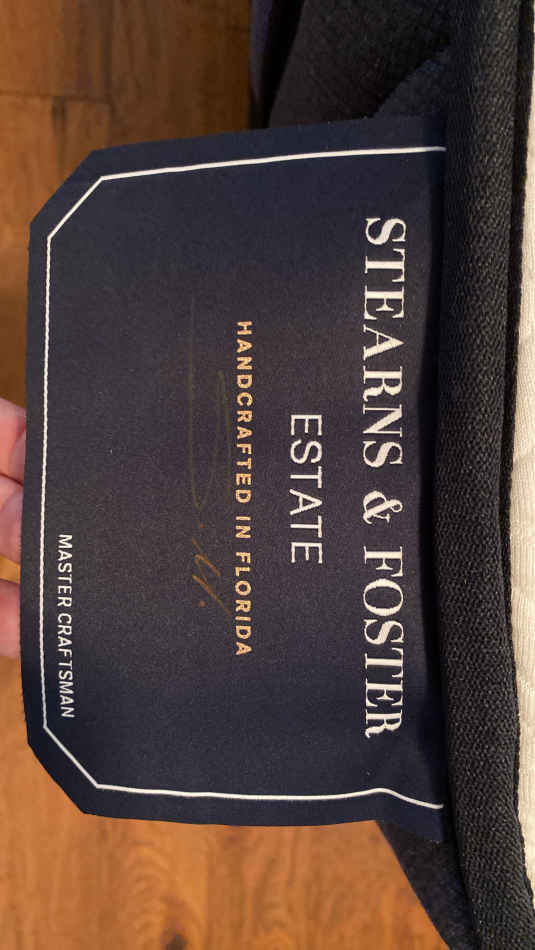 STEARNS & FOSTER
ESTATE
HANDCRAFTED IN FLORIDA
MASTER CRAFTSMAN